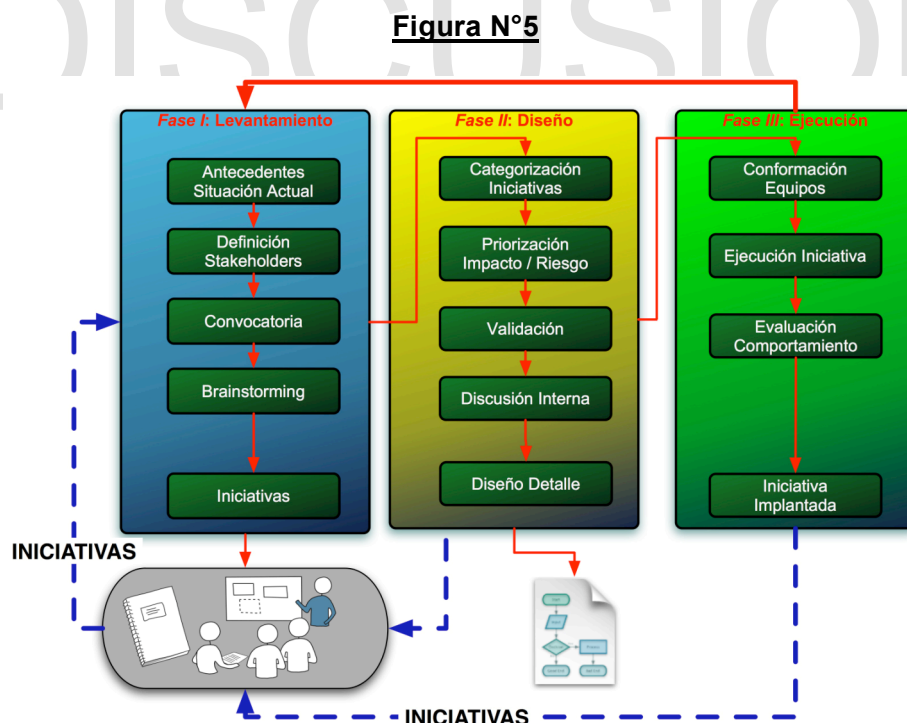 DISCUSIÓN
Figura N°5
Fase I: Levantamiento
Antecedentes
Situación Actual
Definición
Stakeholders
Convocatoria
Brainstorming
Iniciativas
Fase II: Diseño
Categorización
Iniciativas
Priorización
Impacto / Riesgo
Validación
Discusión Interna
Diseño Detalle
Fase III: Ejecución
Conformación
Equipos
Ejecución Iniciativa
Evaluación
Comportamiento
Iniciativa
Implantada
INICIATIVAS
INICIATIVAS